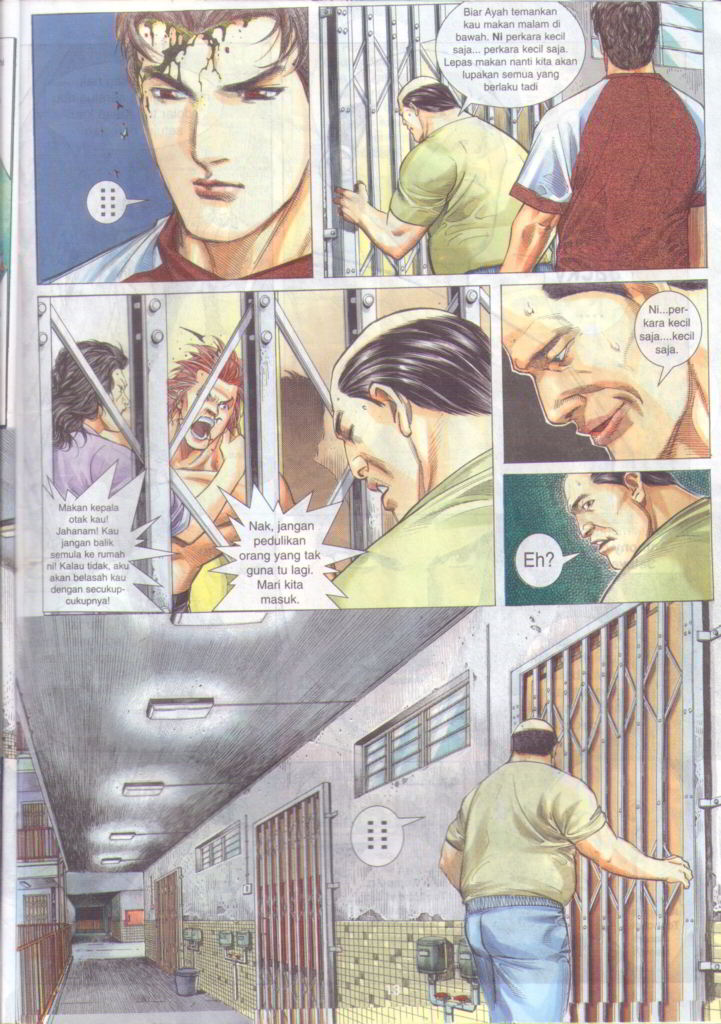 Biar Ayah temankan
kau makan malam di
bawah. Ni perkara kecil
saja... perkara kecil saja.
Lepas makan nanti kita akan
lupakan semua yang
berlaku tadi
Makan kepala
otak kau!
Jahanam! Kau
jangan balik
semula ke rumah
ni! Kalau tidak, aku
akan belasah kau
dengan secukup-
cukupnya!
Nak, jangan
pedulikan
orang yang tak
guna tu lagi.
Mari kita
masuk.
Ni...per-
kara kecil
saja....kecil
saja.
Eh?
13